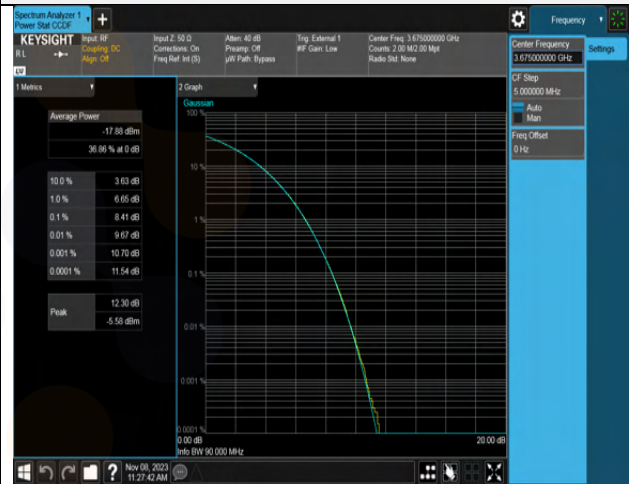 Spectrum Analyzer 1
Power Stat CCDF
+
Frequency
KEYSIGHT
RL
LW
Input: RF
Coupling: DC
Align: Off
Input Z: 50 Ω
Corrections: On
Freq Ref: Int (S)
Atten: 40 dB
Preamp: Off
µW Path: Bypass
Trig: External 1
#IF Gain: Low
Center Freq: 3.675000000 GHz
Counts: 2.00 M/2.00 Mpt
Radio Std: None
Center Frequency
3.675000000 GHz
Settings
CF Step
5.000000 MHz
Auto
Man
Freq Offset
0 Hz
1 Metrics
Average Power
-17.88 dBm
36.86 % at 0 dB
10.0 % 3.63 dB
1.0 % 6.65 dB
0.1 % 8.41 dB
0.01 % 9.67 dB
0.001 % 10.70 dB
0.0001 % 11.54 dB
Peak
12.30 dB
-5.58 dBm
2 Graph
Gaussian
100 %
10 %
1 %
0.1 %
0.01 %
0.001 %
0.0001 %
0.00 dB 20.00 dB
Info BW 90.000 MHz
?
Nov 08, 2023
11:27:42 AM